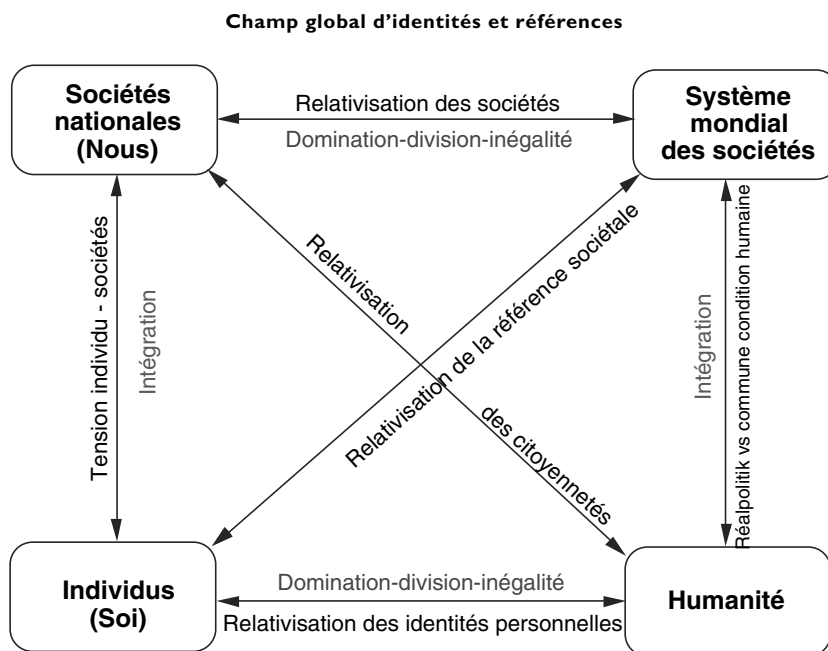 Champ global d’identités et références
Sociétés
nationales
(Nous)
Relativisation des sociétés
Domination-division-inégalité
Système
mondial
des sociétés
Tension individu - sociétés
Intégration
Relativisation
des citoyennetés
Relativisation de la référence sociétale
Intégration
Réalpolitik vs commune condition humaine
Individus
(Soi)
Domination-division-inégalité
Relativisation des identités personnelles
Humanité